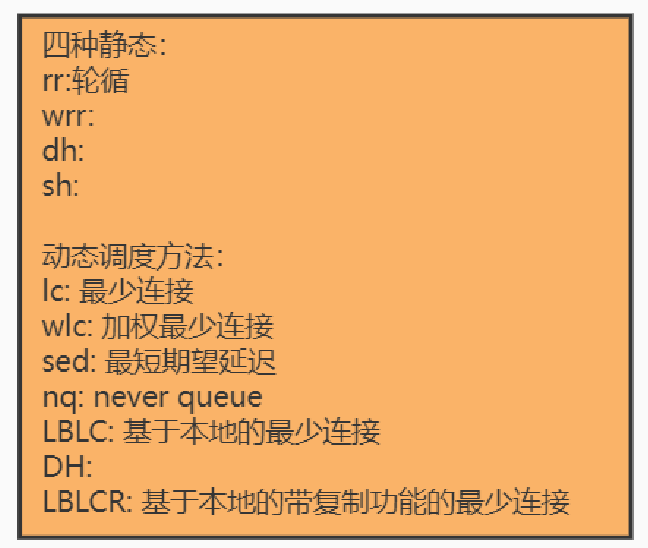 四种静态:
rr:轮循
wrr:
dh:
sh:
动态调度方法:
lc: 最少连接
wlc: 加权最少连接
sed: 最短期望延迟
nq: never queue
LBLC: 基于本地的最少连接
DH:
LBLCR: 基于本地的带复制功能的最少连接